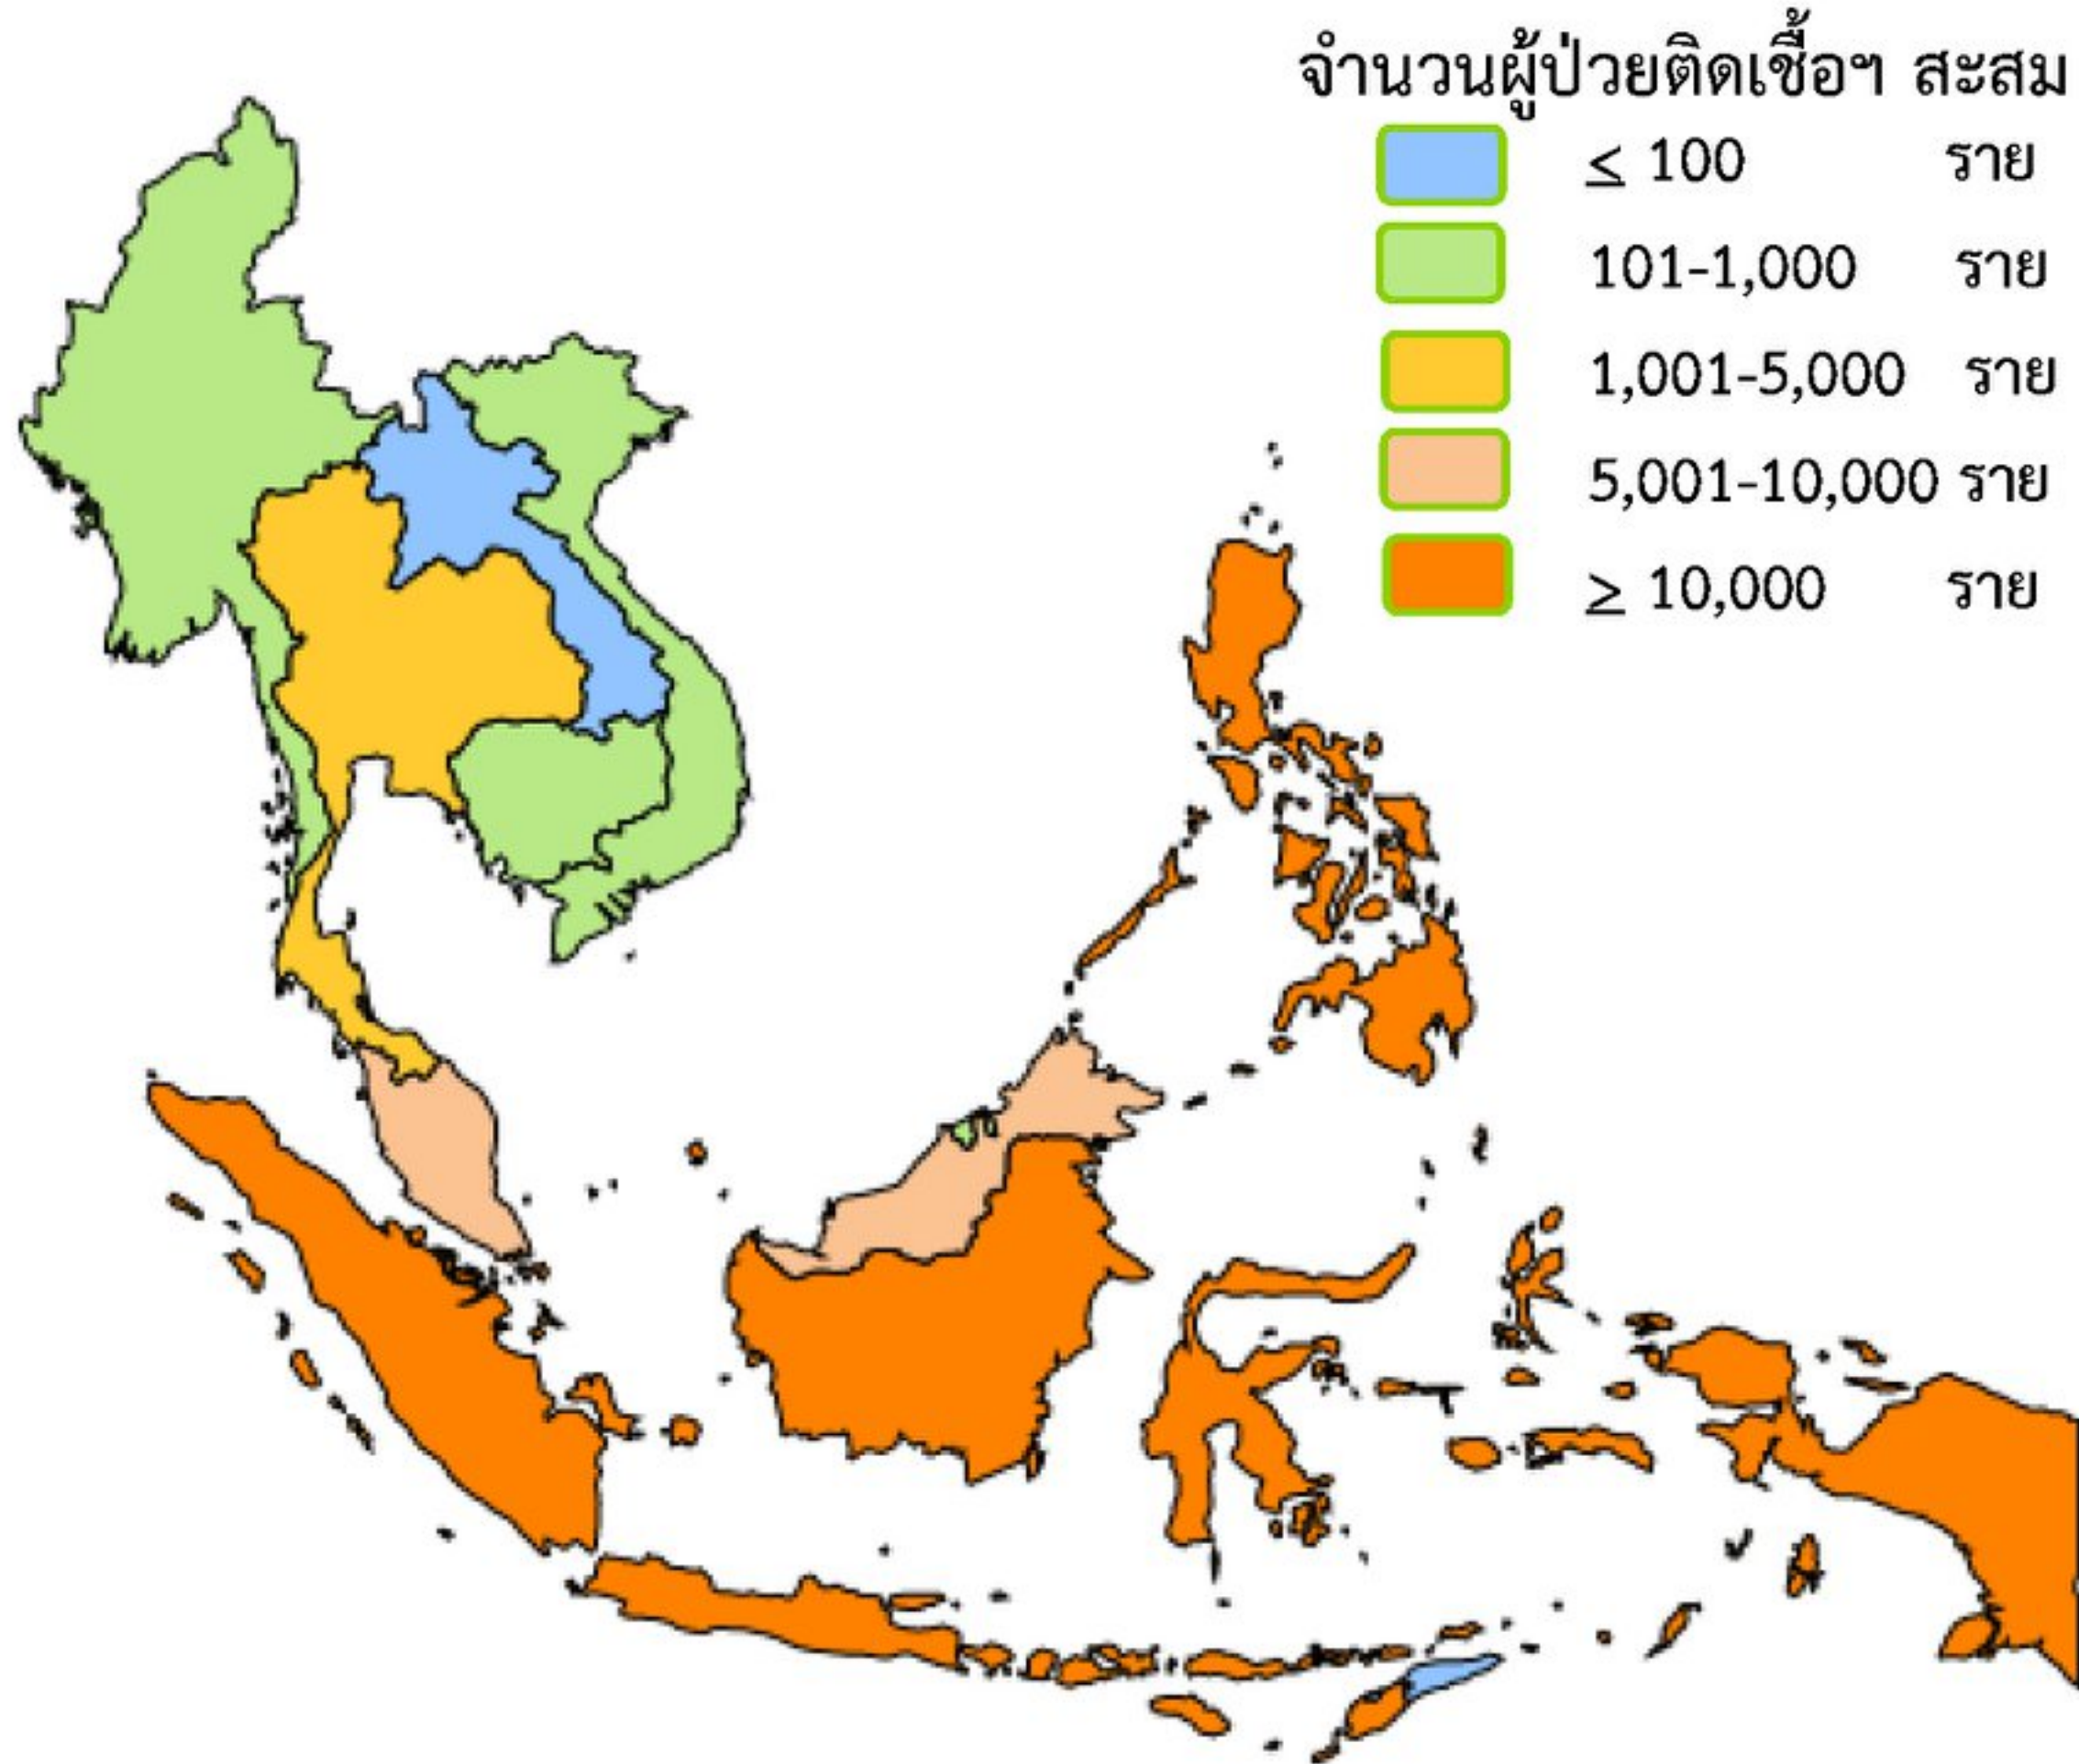 จำนวนผู้ป่วยติดเชื้อฯ สะสม
≤ 100 ราย
101-1,000 ราย
1,001-5,000 ราย
5,001-10,000 ราย
≥ 10,000 ราย